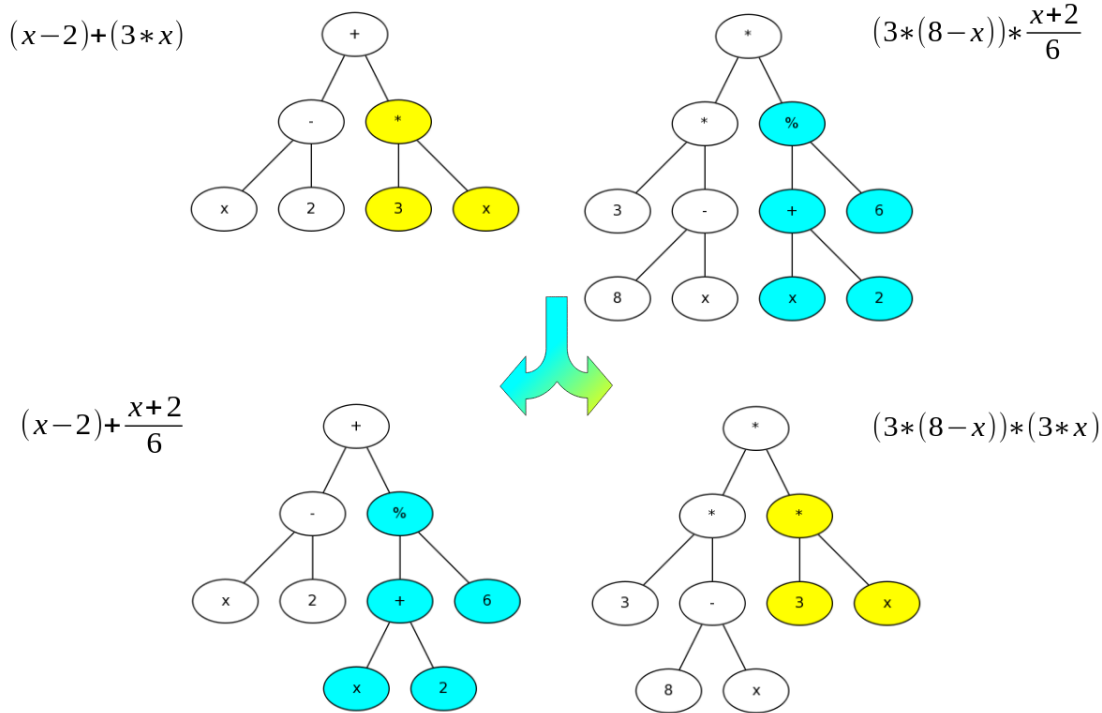 (x−2)+(3∗x)
(3∗(8−x))∗(x+2)/6
+
*
-
*
*
%
x
2
3
x
3
-
+
6
8
x
x
2
(x−2)+(x+2)/6
(3∗(8−x))∗(3∗x)
+
*
-
%
*
*
x
2
+
6
3
-
3
x
x
2
8
x